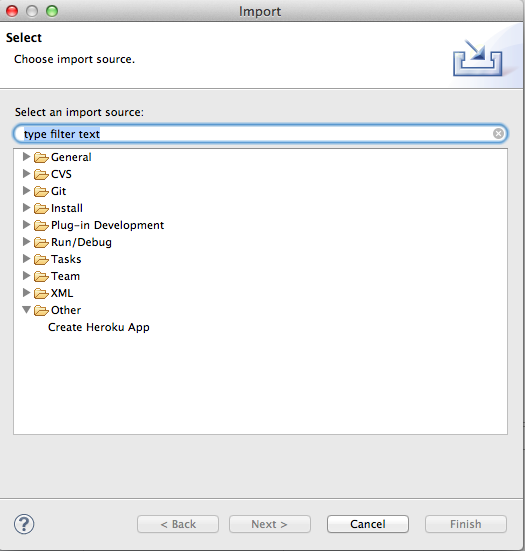 Import
Select
Choose import source.
Select an import source:
type filter text
General
CVS
Git
Install
Plug-in Development
Run/Debug
Tasks
Team
XML
Other
Create Heroku App
?
< Back
Next >
Cancel
Finish